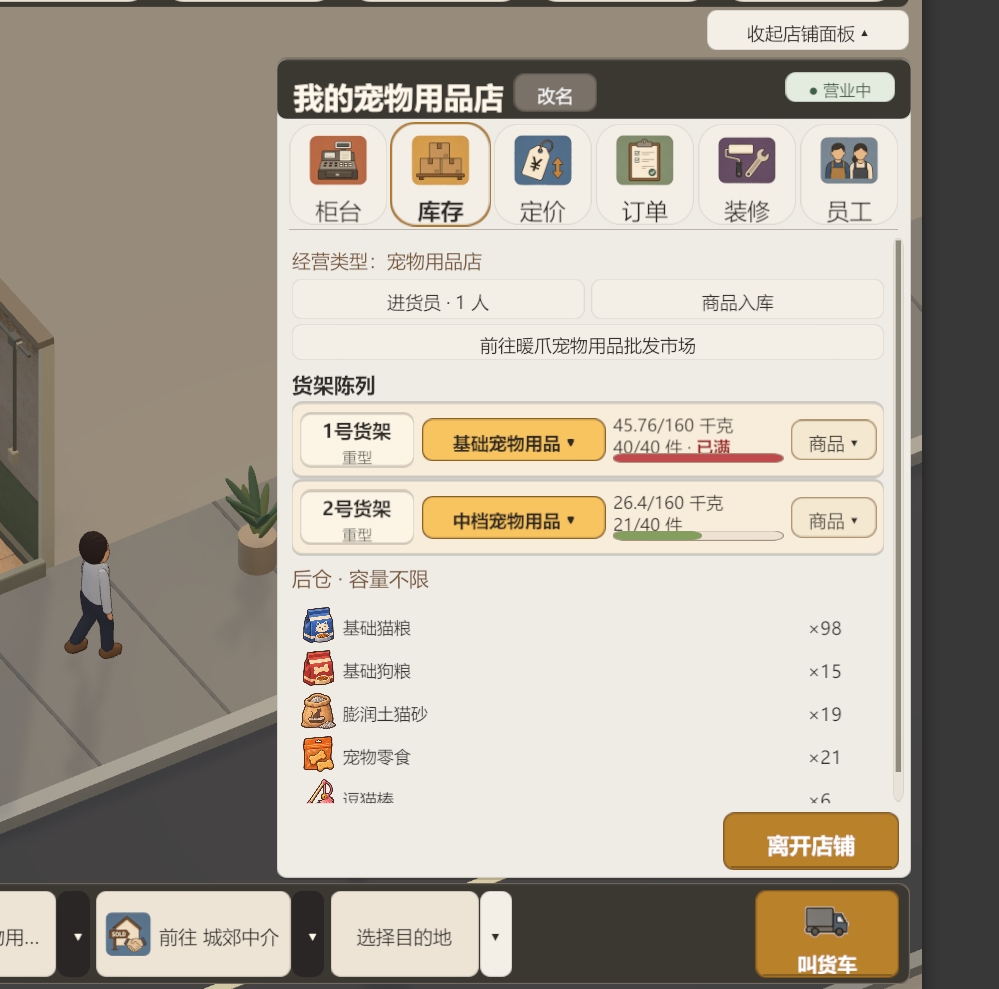 收起店铺面板 ▲
我的宠物用品店
改名
● 营业中
柜台
库存
定价
订单
装修
员工
经营类型：宠物用品店
进货员 · 1 人
商品入库
前往暖爪宠物用品批发市场
货架陈列
1号货架
重型
基础宠物用品 ▼
45.76/160 千克
40/40 件 · 已满
商品 ▼
2号货架
重型
中档宠物用品 ▼
26.4/160 千克
21/40 件
商品 ▼
后仓 · 容量不限
基础猫粮 ×98
基础狗粮 ×15
膨润土猫砂 ×19
宠物零食 ×21
逗猫棒 ×6
离开店铺
物用... ▼
SOLD
前往 城郊中介 ▼
选择目的地 ▼
叫货车